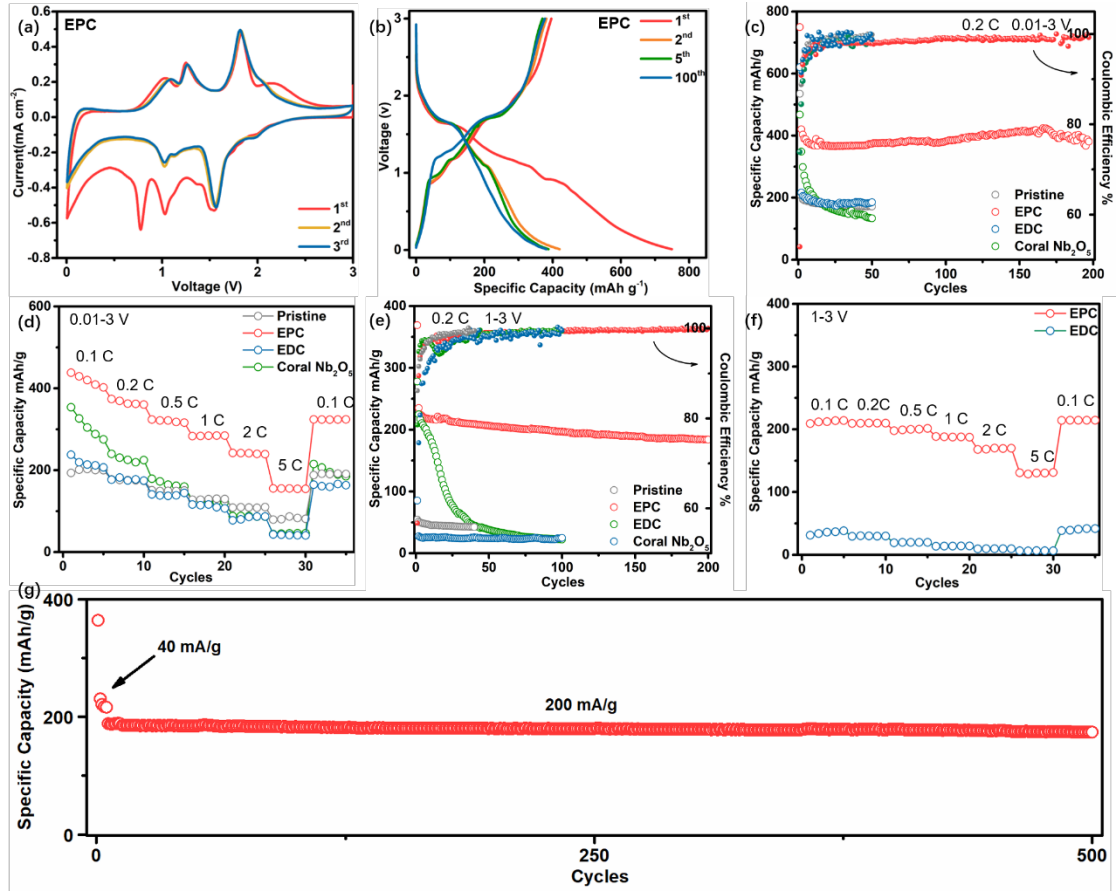 (a)
EPC
Current(mA cm⁻²)
0.4
0.2
0.0
-0.2
-0.4
-0.6
-0.8
0
1
2
3
Voltage (V)
1ˢᵗ
2ⁿᵈ
3ʳᵈ
(b)
EPC
Voltage (v)
3
2
1
0
0
200
400
600
800
Specific Capacity (mAh g⁻¹)
1ˢᵗ
2ⁿᵈ
5ᵗʰ
100ᵗʰ
(c)
0.2 C 0.01-3 V
Specific Capacity mAh/g
800
600
400
200
0
0
50
100
150
200
Cycles
100
80
60
Coulombic Efficiency %
Pristine
EPC
EDC
Coral Nb₂O₅
(d)
0.01-3 V
Specific Capacity mAh/g
600
400
200
0
0
10
20
30
Cycles
0.1 C
0.2 C
0.5 C
1 C
2 C
5 C
0.1 C
Pristine
EPC
EDC
Coral Nb₂O₅
(e)
0.2 C 1-3 V
Specific Capacity mAh/g
400
350
300
250
200
150
100
50
0
0
50
100
150
200
Cycles
100
80
60
Coulombic Efficiency %
Pristine
EPC
EDC
Coral Nb₂O₅
(f)
1-3 V
Specific Capacity mAh/g
400
300
200
100
0
0
10
20
30
Cycles
0.1 C
0.2C
0.5 C
1 C
2 C
5 C
0.1 C
EPC
EDC
(g)
Specific Capacity (mAh/g)
400
200
0
0
250
500
Cycles
40 mA/g
200 mA/g